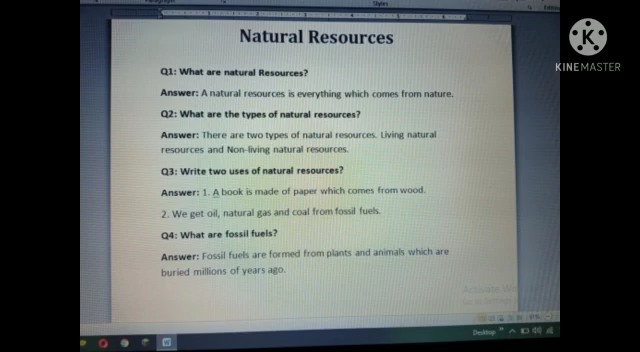 Paragraph
Styles
Editing
Natural Resources
KINEMASTER
Q1: What are natural Resources?
Answer: A natural resources is everything which comes from nature.
Q2: What are the types of natural resources?
Answer: There are two types of natural resources. Living natural
resources and Non-living natural resources.
Q3: Write two uses of natural resources?
Answer: 1. A book is made of paper which comes from wood.
2. We get oil, natural gas and coal from fossil fuels.
Q4: What are fossil fuels?
Answer: Fossil fuels are formed from plants and animals which are
buried millions of years ago.
Activate
Desktop